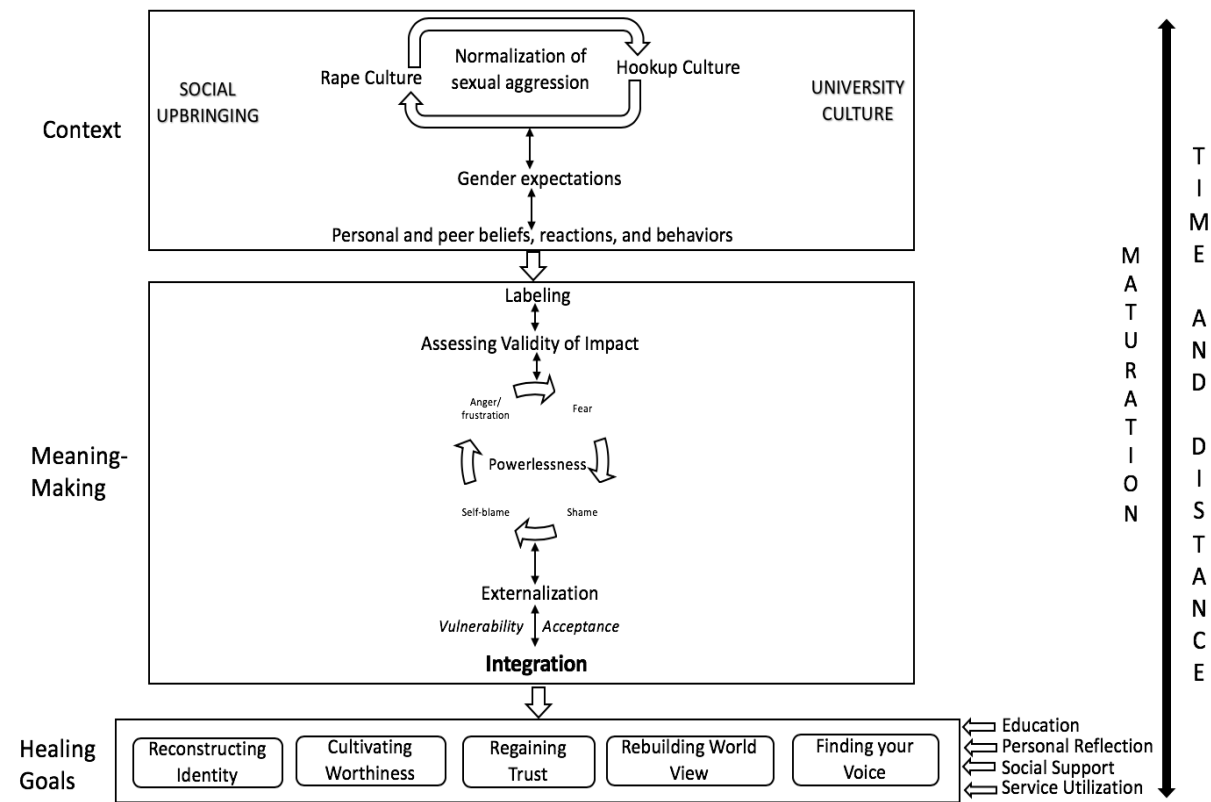 Context
SOCIAL
UPBRINGING
Rape Culture
Normalization of
sexual aggression
Hookup Culture
UNIVERSITY
CULTURE
Gender expectations
Personal and peer beliefs, reactions, and behaviors
Meaning-
Making
Labeling
Assessing Validity of Impact
Anger/
frustration
Fear
Powerlessness
Self-blame
Shame
Externalization
Vulnerability
Acceptance
Integration
Healing
Goals
Reconstructing
Identity
Cultivating
Worthiness
Regaining
Trust
Rebuilding World
View
Finding your
Voice
Education
Personal Reflection
Social Support
Service Utilization
MATURATION
TIME AND DISTANCE